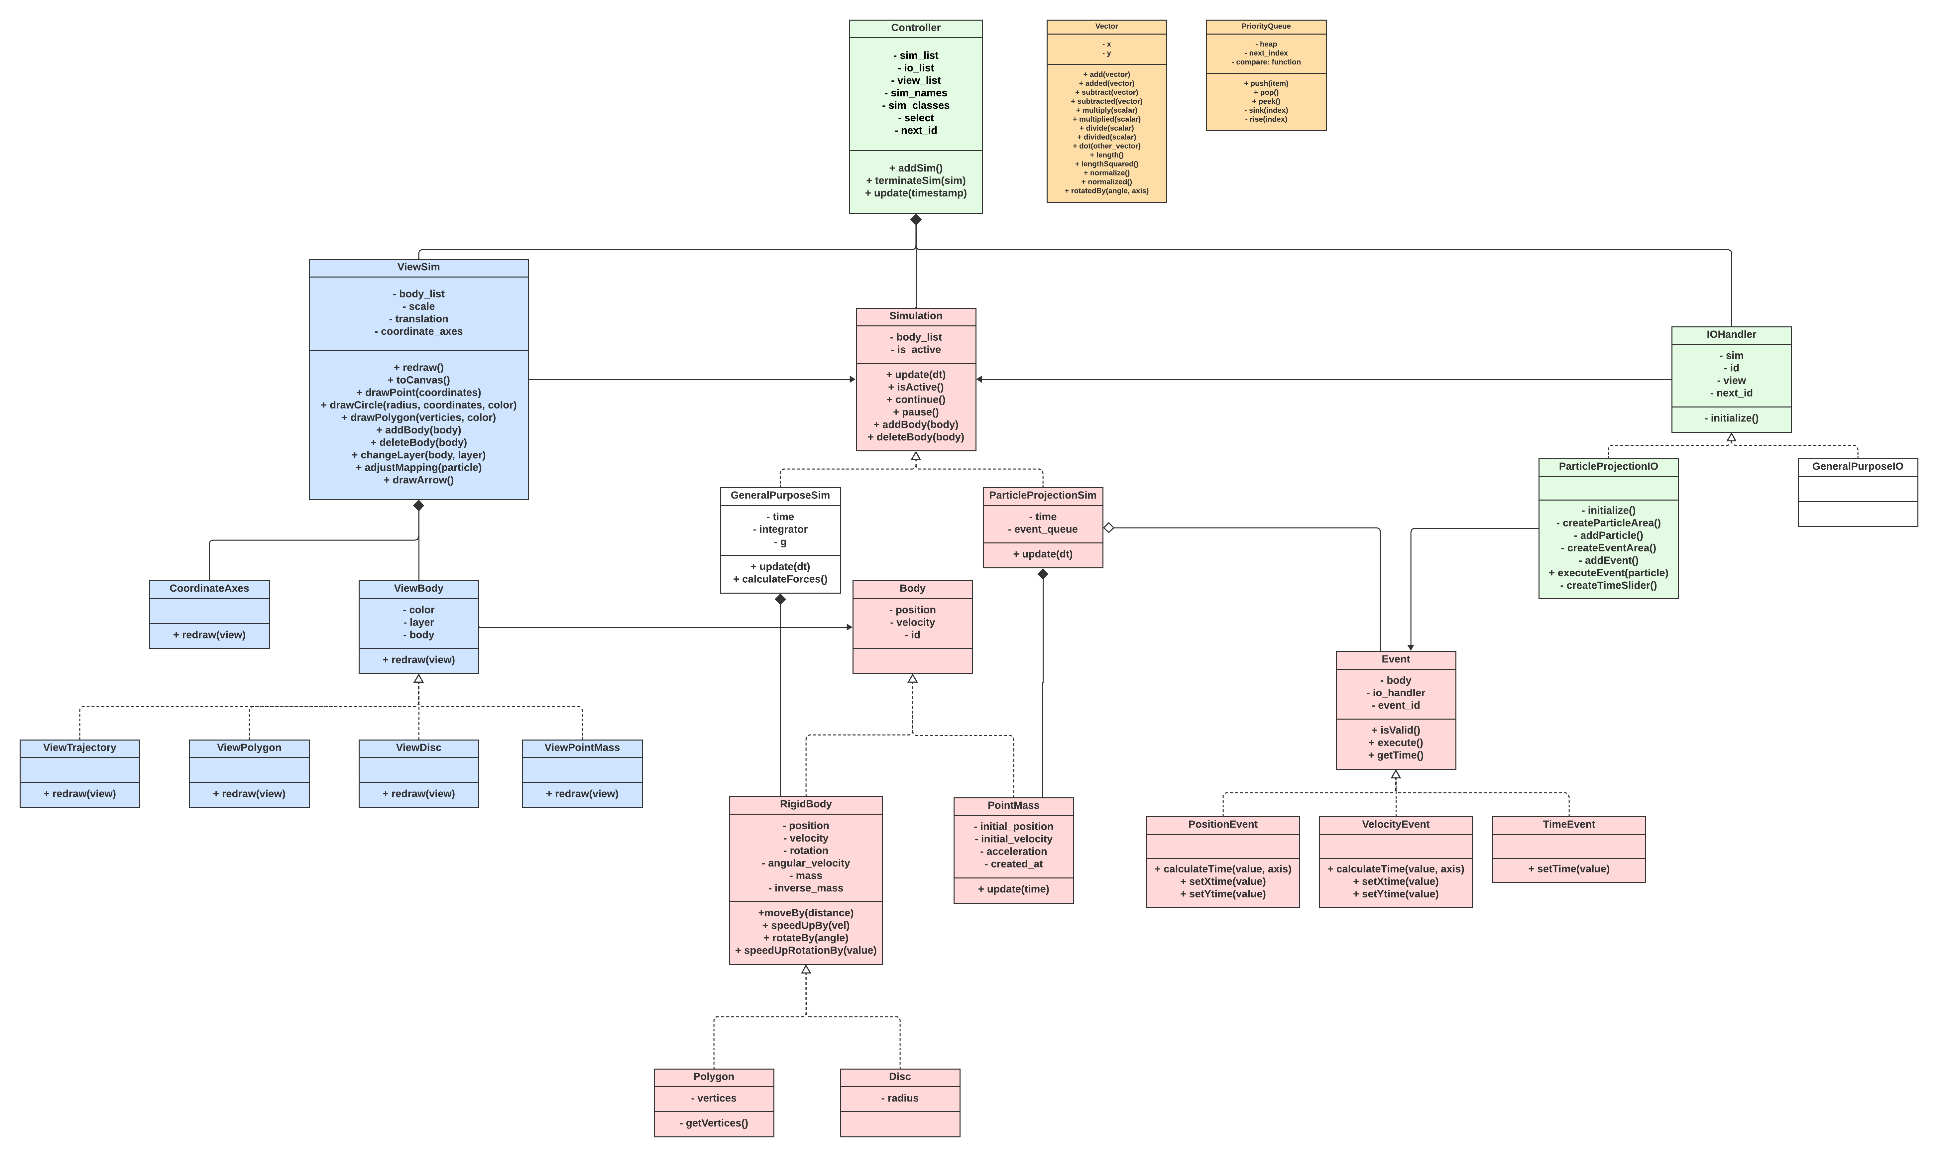 Controller
- sim_list
- io_list
- view_list
- sim_names
- sim_classes
- select
- next_id
+ addSim()
+ terminateSim(sim)
+ update(timestamp)
Vector
- x
- y
+ add(vector)
+ added(vector)
+ subtract(vector)
+ subtracted(vector)
+ multiply(scalar)
+ multiplied(scalar)
+ divide(scalar)
+ divided(scalar)
+ dot(other_vector)
+ length()
+ lengthSquared()
+ normalize()
+ normalized()
+ rotatedBy(angle, axis)
PriorityQueue
- heap
- next_index
- compare: function
+ push(item)
+ pop()
+ peek()
- sink(index)
- rise(index)
ViewSim
- body_list
- scale
- translation
- coordinate_axes
+ redraw()
+ toCanvas()
+ drawPoint(coordinates)
+ drawCircle(radius, coordinates, color)
+ drawPolygon(verticies, color)
+ addBody(body)
+ deleteBody(body)
+ changeLayer(body, layer)
+ adjustMapping(particle)
+ drawArrow()
Simulation
- body_list
- is_active
+ update(dt)
+ isActive()
+ continue()
+ pause()
+ addBody(body)
+ deleteBody(body)
IOHandler
- sim
- id
- view
- next_id
- initialize()
GeneralPurposeSim
- time
- integrator
- g
+ update(dt)
+ calculateForces()
ParticleProjectionSim
- time
- event_queue
+ update(dt)
ParticleProjectionIO
- initialize()
- createParticleArea()
- addParticle()
- createEventArea()
- addEvent()
+ executeEvent(particle)
- createTimeSlider()
GeneralPurposeIO
CoordinateAxes
+ redraw(view)
ViewBody
- color
- layer
- body
+ redraw(view)
Body
- position
- velocity
- id
Event
- body
- io_handler
- event_id
+ isValid()
+ execute()
+ getTime()
ViewTrajectory
+ redraw(view)
ViewPolygon
+ redraw(view)
ViewDisc
+ redraw(view)
ViewPointMass
+ redraw(view)
RigidBody
- position
- velocity
- rotation
- angular_velocity
- mass
- inverse_mass
+moveBy(distance)
+ speedUpBy(vel)
+ rotateBy(angle)
+ speedUpRotationBy(value)
PointMass
- initial_position
- initial_velocity
- acceleration
- created_at
+ update(time)
PositionEvent
+ calculateTime(value, axis)
+ setXtime(value)
+ setYtime(value)
VelocityEvent
+ calculateTime(value, axis)
+ setXtime(value)
+ setYtime(value)
TimeEvent
+ setTime(value)
Polygon
- vertices
- getVertices()
Disc
- radius